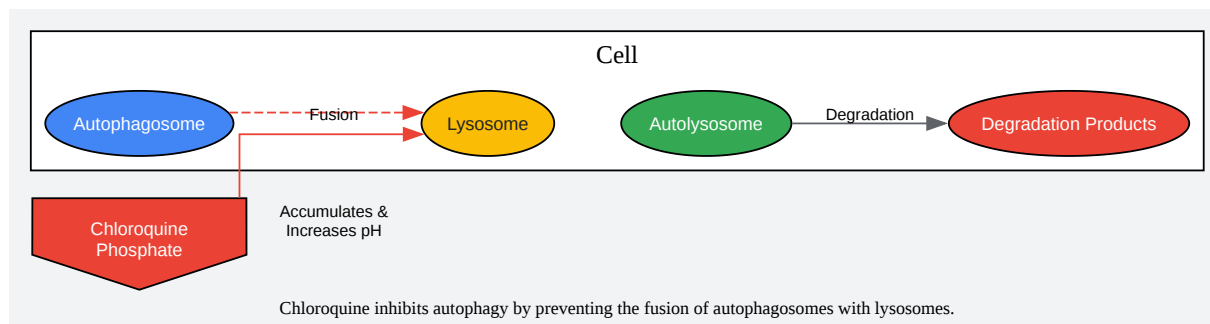 Cell
Autophagosome
Fusion
Lysosome
Autolysosome
Degradation
Degradation Products
Chloroquine
Phosphate
Accumulates &
Increases pH
Chloroquine inhibits autophagy by preventing the fusion of autophagosomes with lysosomes.